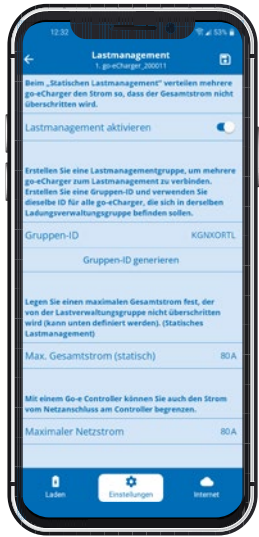 12:32
53%
Lastmanagement
1. go-eCharger_200011
Beim „Statischen Lastmanagement" verteilen mehrere
go-eCharger den Strom so, dass der Gesamtstrom nicht
überschritten wird.
Lastmanagement aktivieren
Erstellen Sie eine Lastmanagementgruppe, um mehrere
go-eCharger zum Lastmanagement zu verbinden.
Erstellen Sie eine Gruppen-ID und verwenden Sie
dieselbe ID für alle go-eCharger, die sich in derselben
Ladungsverwaltungsgruppe befinden sollen.
Gruppen-ID KGNXORTL
Gruppen-ID generieren
Legen Sie einen maximalen Gesamtstrom fest, der
von der Lastverwaltungsgruppe nicht überschritten
wird (kann unten definiert werden). (Statisches
Lastmanagement)
Max. Gesamtstrom (statisch) 80 A
Mit einem Go-e Controller können Sie auch den Strom
vom Netzanschluss am Controller begrenzen.
Maximaler Netzstrom 80 A
Laden Einstellungen Internet